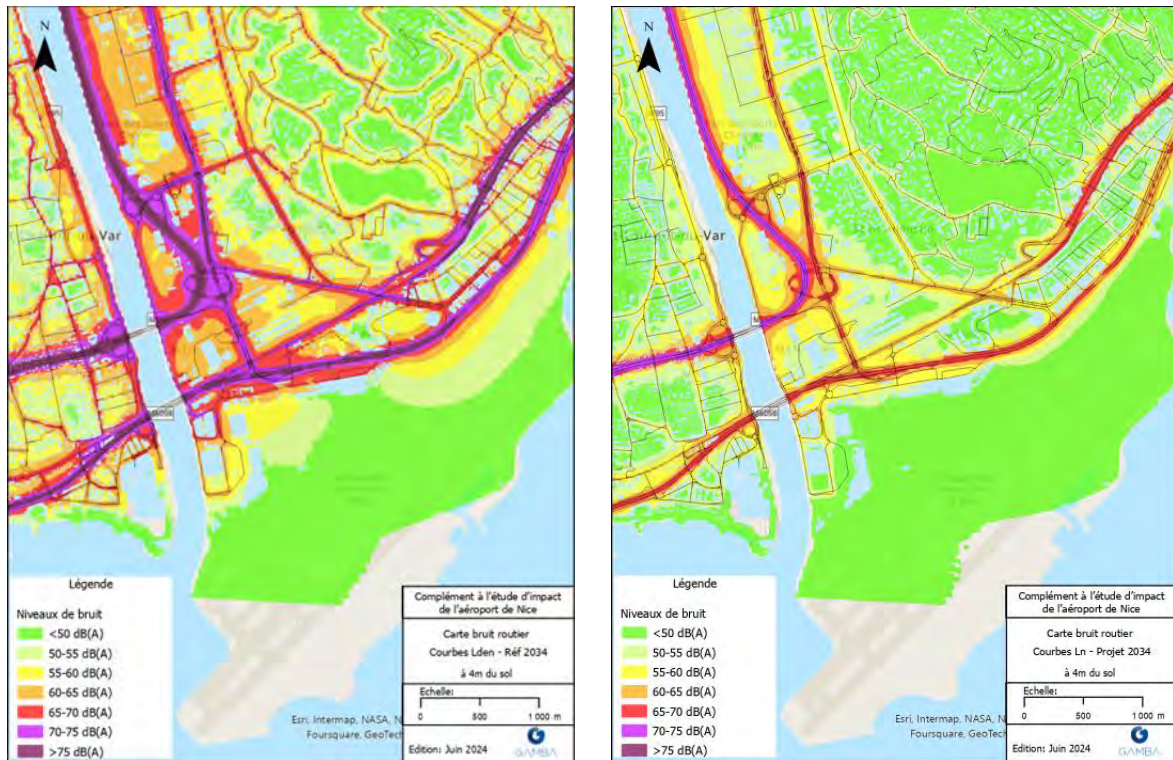 N
Var
Légende
Niveaux de bruit
<50 dB(A)
50-55 dB(A)
55-60 dB(A)
60-65 dB(A)
65-70 dB(A)
70-75 dB(A)
>75 dB(A)
Esri, Intermap, NASA, N
Foursquare, GeoTech
Complément à l'étude d'impact
de l'aéroport de Nice
Carte bruit routier
Courbes Lden - Réf 2034
à 4m du sol
Echelle:
0 500 1 000 m
Edition: Juin 2024
GAMBA
N
Var
Légende
Niveaux de bruit
<50 dB(A)
50-55 dB(A)
55-60 dB(A)
60-65 dB(A)
65-70 dB(A)
70-75 dB(A)
>75 dB(A)
Esri, Intermap, NASA, N
Foursquare, GeoTech
Complément à l'étude d'impact
de l'aéroport de Nice
Carte bruit routier
Courbes Ln - Projet 2034
à 4m du sol
Echelle:
0 500 1 000 m
Edition: Juin 2024
GAMBA